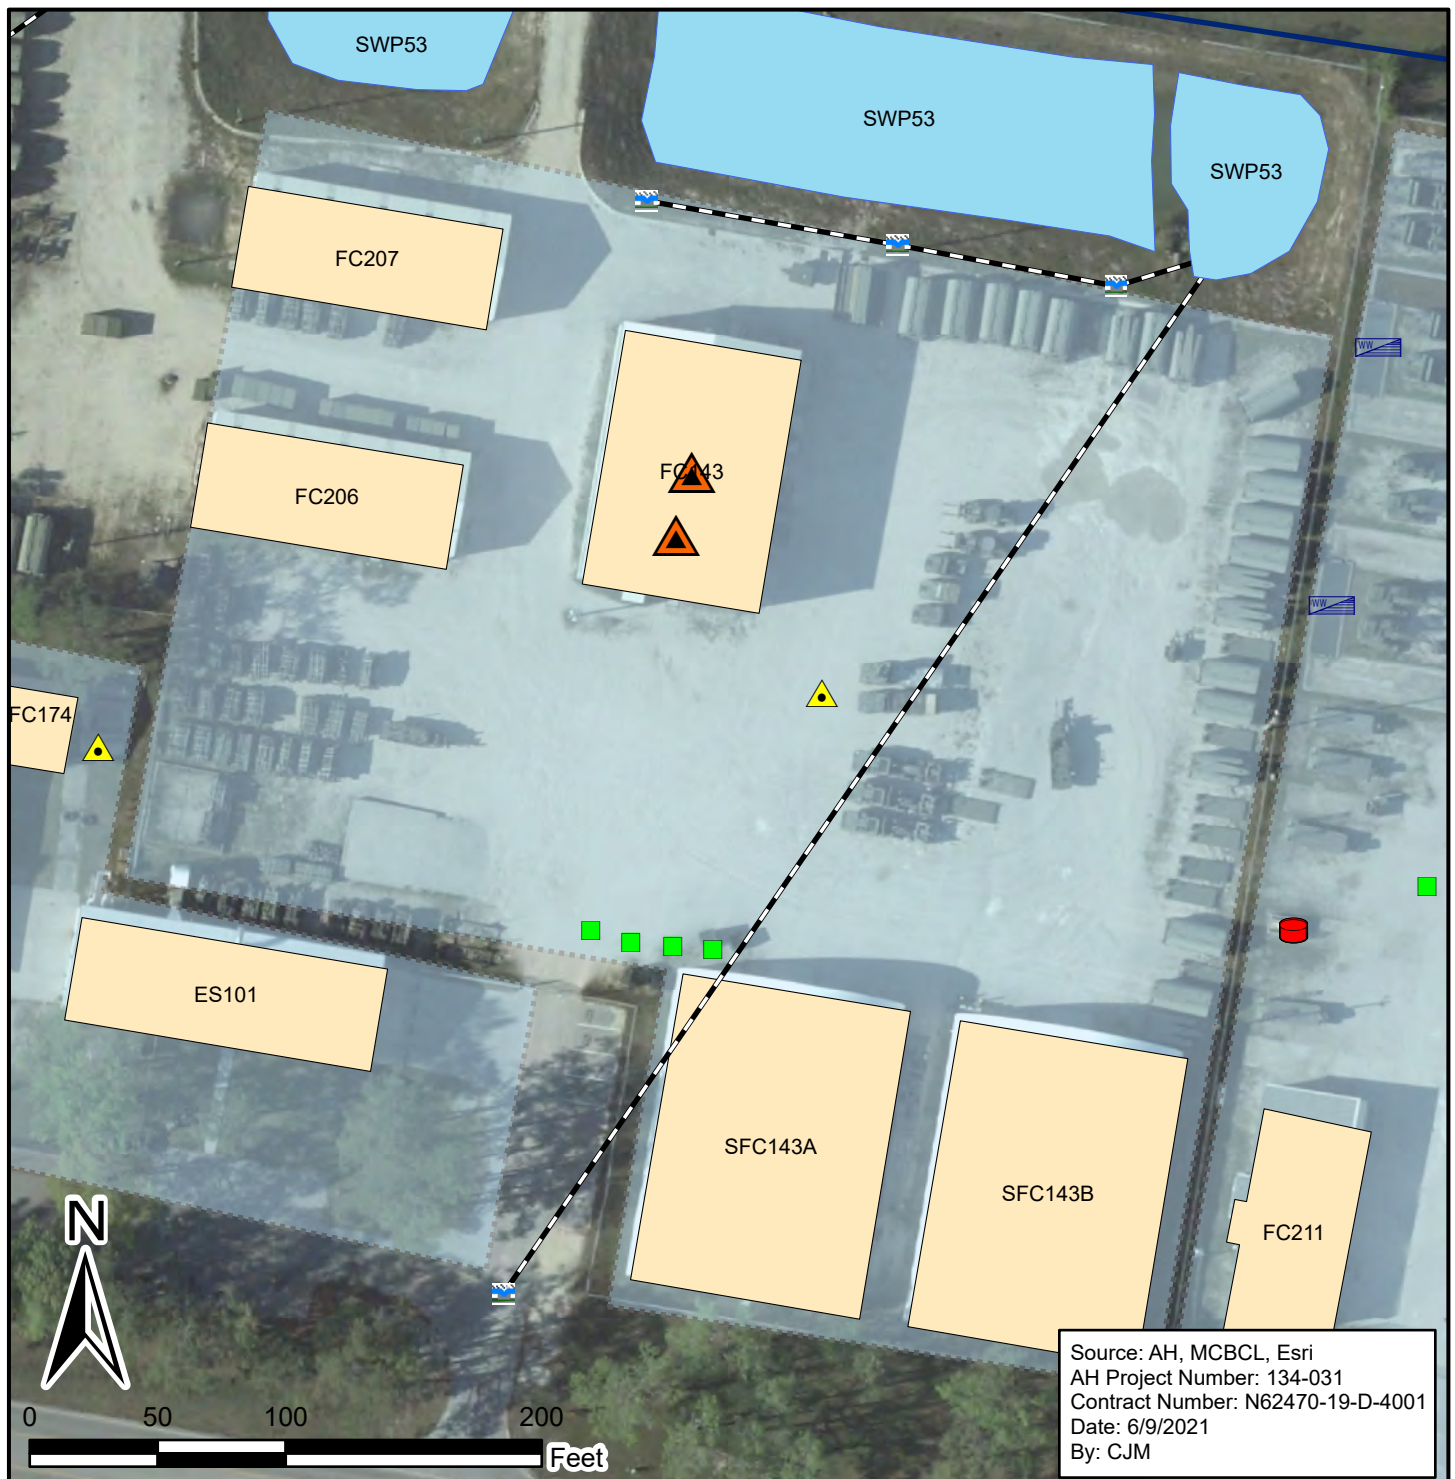 SWP53
SWP53
SWP53
FC207
FC143
FC206
WW
WW
FC174
ES101
SFC143A
SFC143B
FC211
N
0 50 100 200
Feet
Source: AH, MCBCL, Esri
AH Project Number: 134-031
Contract Number: N62470-19-D-4001
Date: 6/9/2021
By: CJM